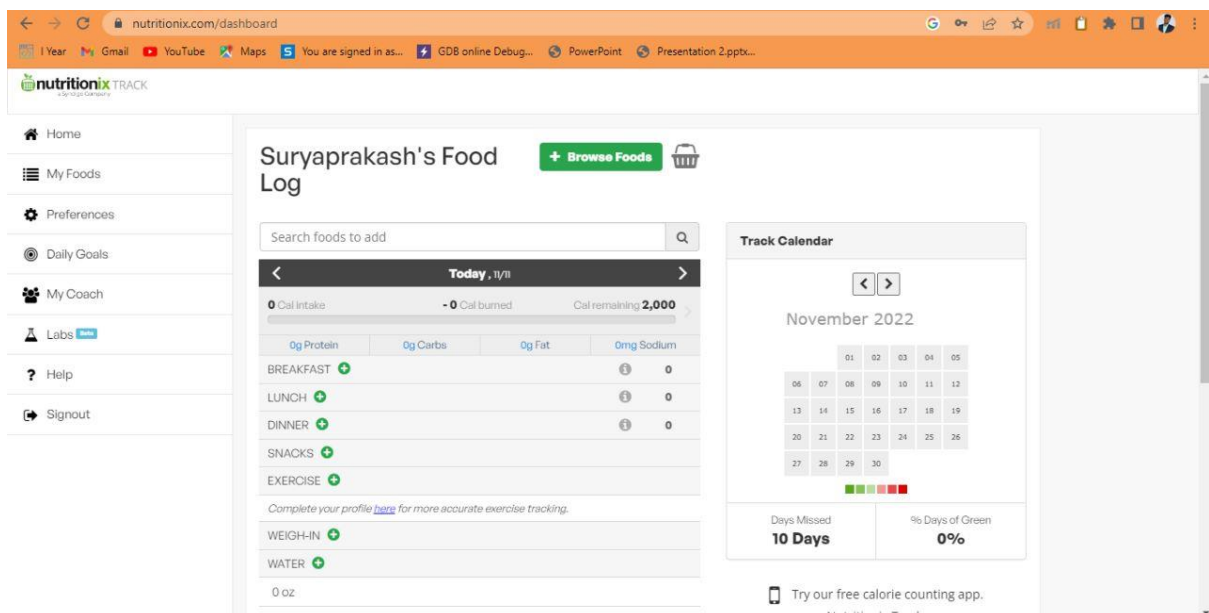 nutritionix.com/dashboard
I Year Gmail YouTube Maps You are signed in as... GDB online Debug... PowerPoint Presentation 2.pptx...
nutritionix TRACK
a Syndigo Company
Home
My Foods
Preferences
Daily Goals
My Coach
Labs Beta
Help
Signout
Suryaprakash's Food
Log
+ Browse Foods
Search foods to add
Today, 11/11
0 Cal intake - 0 Cal burned Cal remaining 2,000
0g Protein 0g Carbs 0g Fat 0mg Sodium
BREAKFAST 0
LUNCH 0
DINNER 0
SNACKS
EXERCISE
Complete your profile here for more accurate exercise tracking.
WEIGH-IN
WATER
0 oz
Track Calendar
November 2022
01 02 03 04 05
06 07 08 09 10 11 12
13 14 15 16 17 18 19
20 21 22 23 24 25 26
27 28 29 30
Days Missed % Days of Green
10 Days 0%
Try our free calorie counting app.